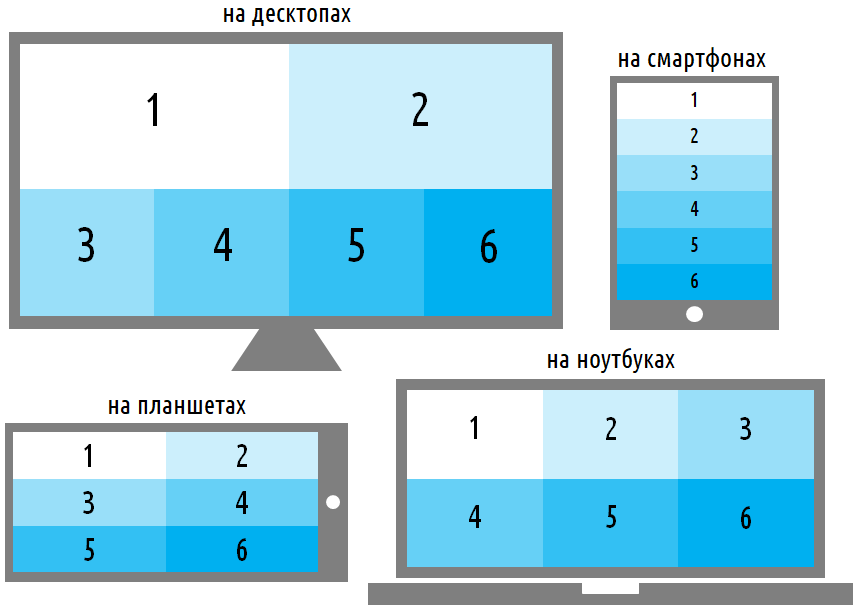 на десктопах
1 2
3 4 5 6
на смартфонах
1
2
3
4
5
6
на планшетах
1 2
3 4
5 6
на ноутбуках
1 2 3
4 5 6